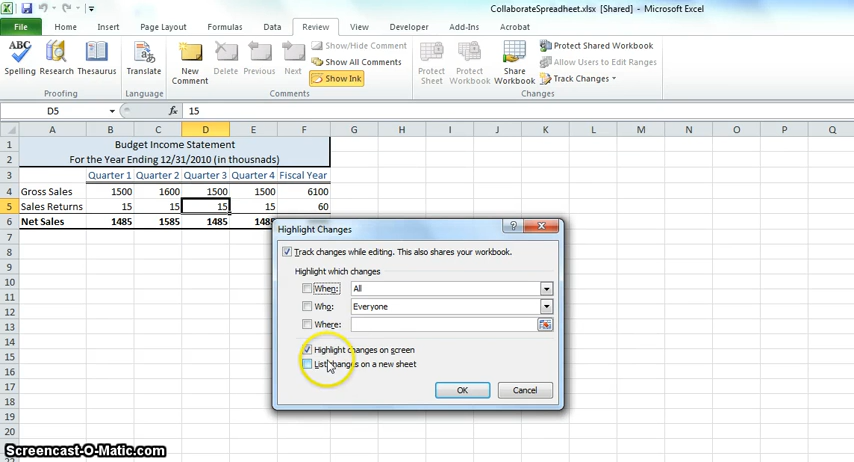 CollaborateSpreadheet.xlsx [Shared] - Microsoft Excel
File Home Insert Page Layout Formulas Data Review View Developer Add-Ins Acrobat
ABC
Spelling Research Thesaurus
Proofing
Translate
Language
New Comment Delete Previous Next
Show/Hide Comment
Show All Comments
Show Ink
Comments
Protect Sheet Protect Workbook Share Workbook
Protect Shared Workbook
Allow Users to Edit Ranges
Track Changes
Changes
D5 fx 15
A B C D E F G H I J K L M N O P Q
1 Budget Income Statement
2 For the Year Ending 12/31/2010 (in thousnads)
3 Quarter 1 Quarter 2 Quarter 3 Quarter 4 Fiscal Year
4 Gross Sales 1500 1600 1500 1500 6100
5 Sales Returns 15 15 15 15 60
6 Net Sales 1485 1585 1485 1485
7
8
9
10
11
12
13
14
15
16
17
18
19
20
21
Highlight Changes
Track changes while editing. This also shares your workbook.
Highlight which changes
When: All
Who: Everyone
Where:
Highlight changes on screen
List changes on a new sheet
OK Cancel
Screencast-O-Matic.com